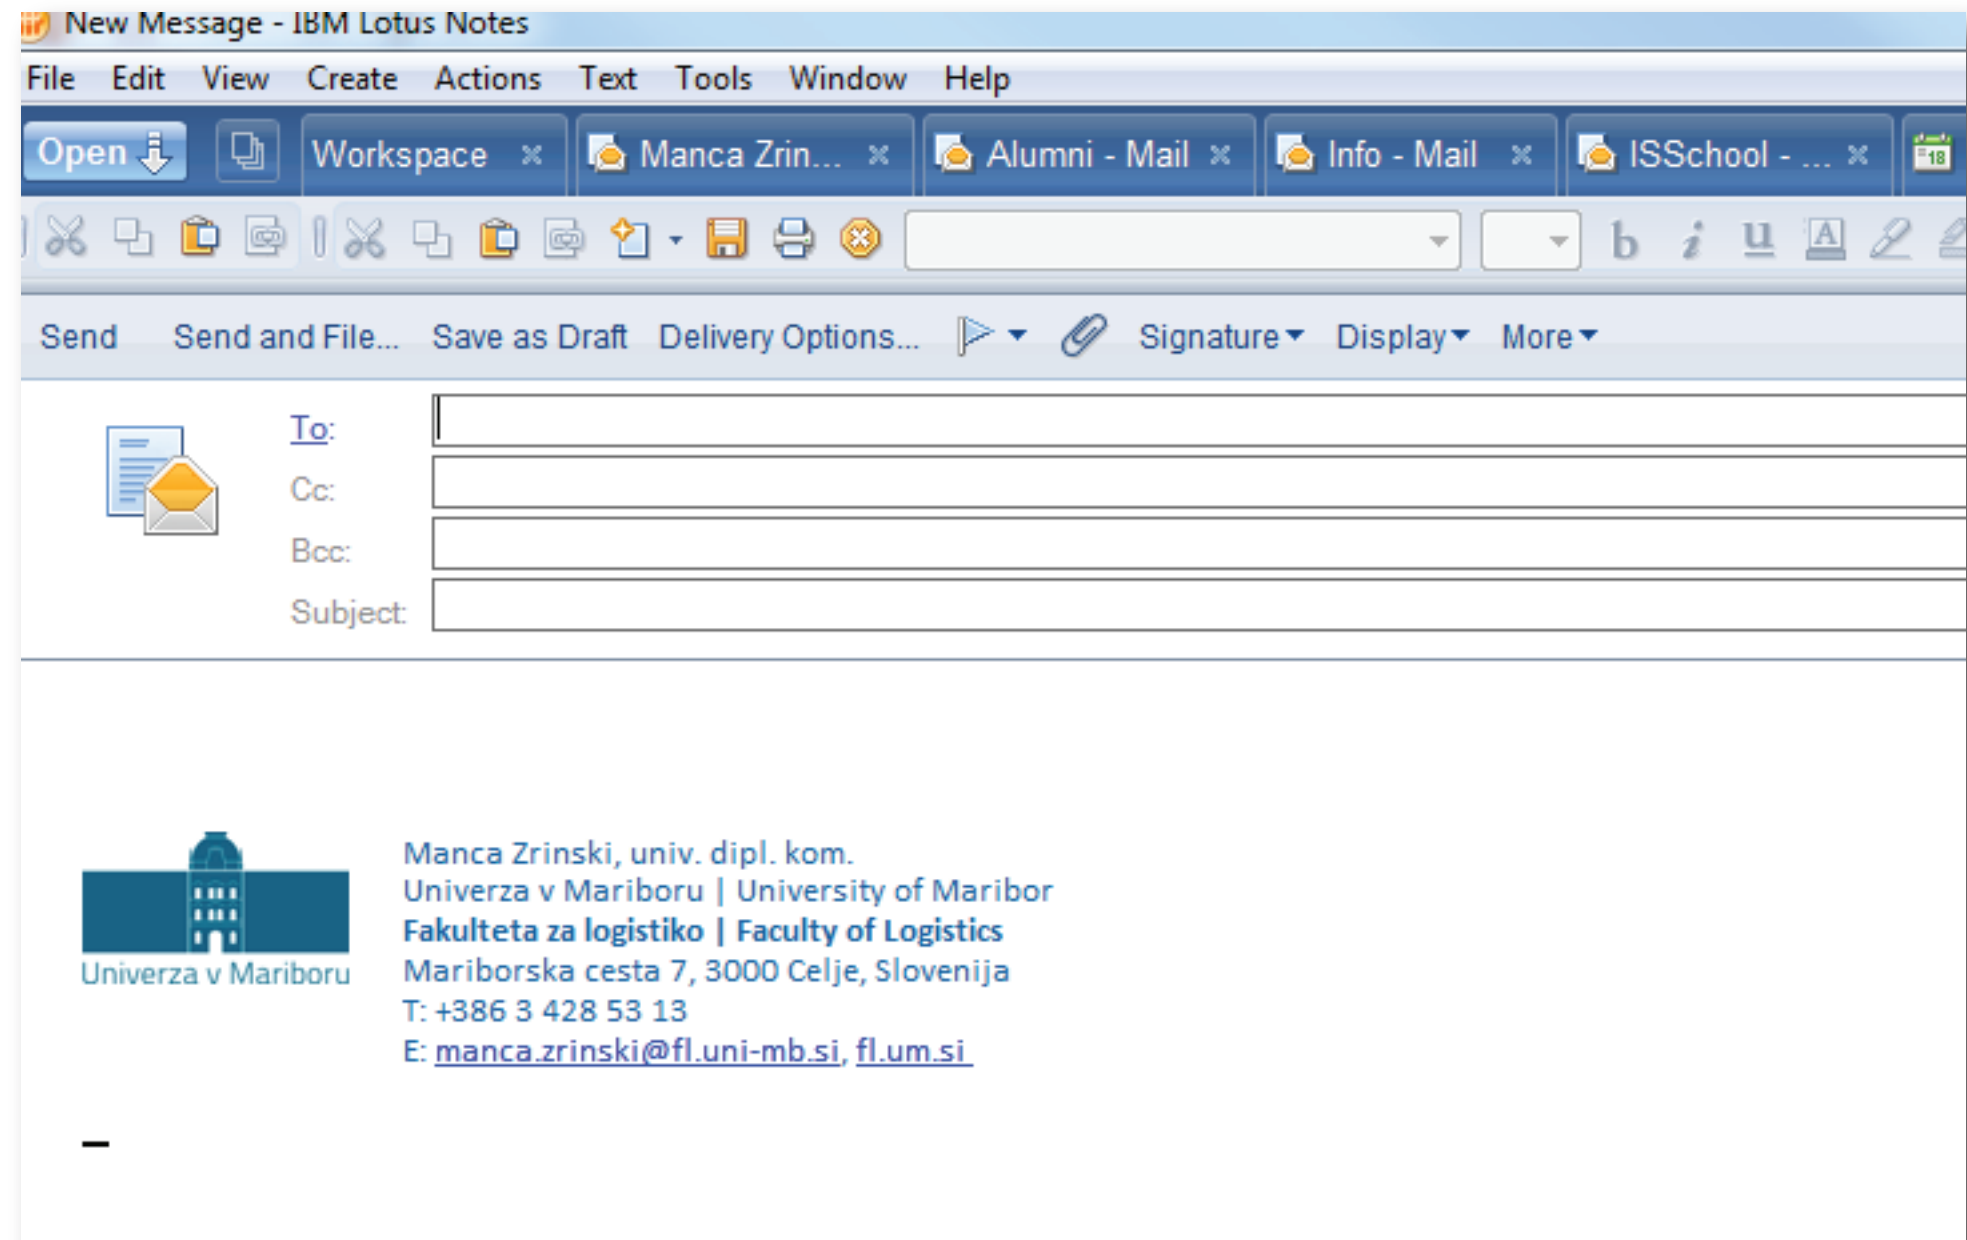 New Message - IBM Lotus Notes
File Edit View Create Actions Text Tools Window Help
Open Workspace Manca Zrin... Alumni - Mail Info - Mail ISSchool - ... 18
b i u A
Send Send and File... Save as Draft Delivery Options... Signature Display More
To:
Cc:
Bcc:
Subject:
Manca Zrinski, univ. dipl. kom.
Univerza v Mariboru | University of Maribor
Fakulteta za logistiko | Faculty of Logistics
Univerza v Mariboru
Mariborska cesta 7, 3000 Celje, Slovenija
T: +386 3 428 53 13
E: manca.zrinski@fl.uni-mb.si, fl.um.si